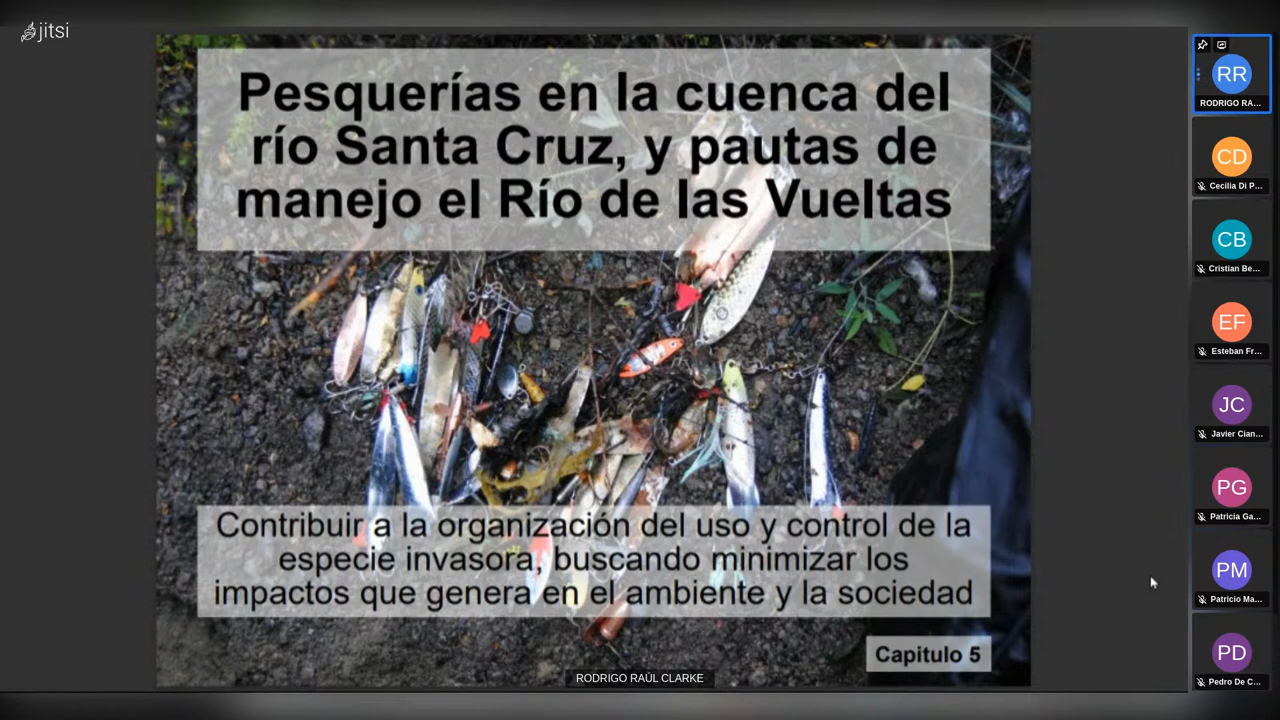 jitsi
Pesquerías en la cuenca del
río Santa Cruz, y pautas de
manejo el Río de las Vueltas
Contribuir a la organización del uso y control de la
especie invasora, buscando minimizar los
impactos que genera en el ambiente y la sociedad
Capitulo 5
RODRIGO RAÚL CLARKE
RR
RODRIGO RA...
CD
Cecilia Di P...
CB
Cristian Be...
EF
Esteban Fr...
JC
Javier Cian...
PG
Patricia Ga...
PM
Patricio Ma...
PD
Pedro De C...